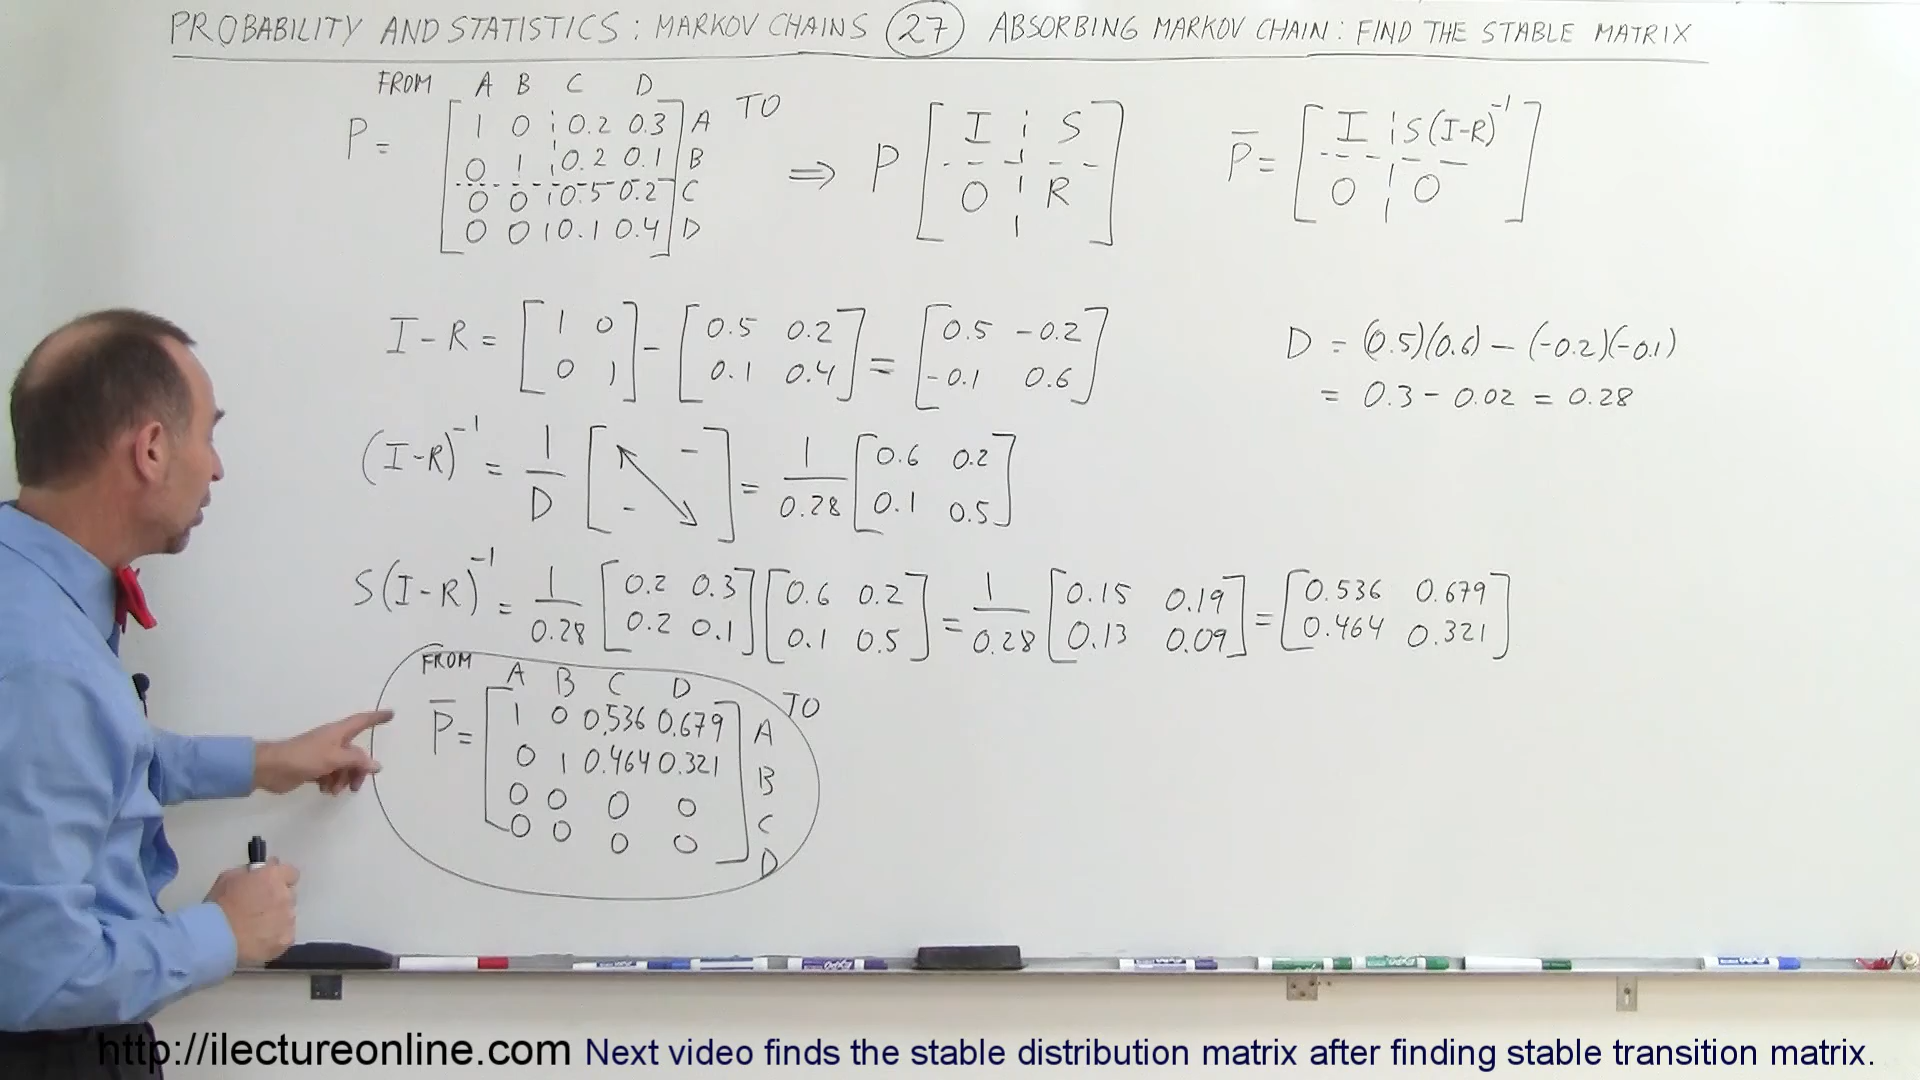 PROBABILITY AND STATISTICS: MARKOV CHAINS 27 ABSORBING MARKOV CHAIN: FIND THE STABLE MATRIX
FROM A B C D TO
P = [1 0 0.2 0.3] A
[0 1 0.2 0.1] B
[0 0 0.5 0.2] C
[0 0 0.1 0.4] D
⇒ P [I S]
[0 R]
P̄ = [I S(I-R)⁻¹]
[0 0]
I-R = [1 0] - [0.5 0.2] = [0.5 -0.2]
[0 1] [0.1 0.4] [-0.1 0.6]
D = (0.5)(0.6) - (-0.2)(-0.1)
= 0.3 - 0.02 = 0.28
(I-R)⁻¹ = 1/D [- -] = 1/0.28 [0.6 0.2]
[0.1 0.5]
S(I-R)⁻¹ = 1/0.28 [0.2 0.3] [0.6 0.2] = 1/0.28 [0.15 0.19] = [0.536 0.679]
[0.2 0.1] [0.1 0.5] [0.13 0.09] [0.464 0.321]
FROM A B C D TO
P̄ = [1 0 0.536 0.679] A
[0 1 0.464 0.321] B
[0 0 0 0] C
[0 0 0 0] D
http://ilectureonline.com Next video finds the stable distribution matrix after finding stable transition matrix.